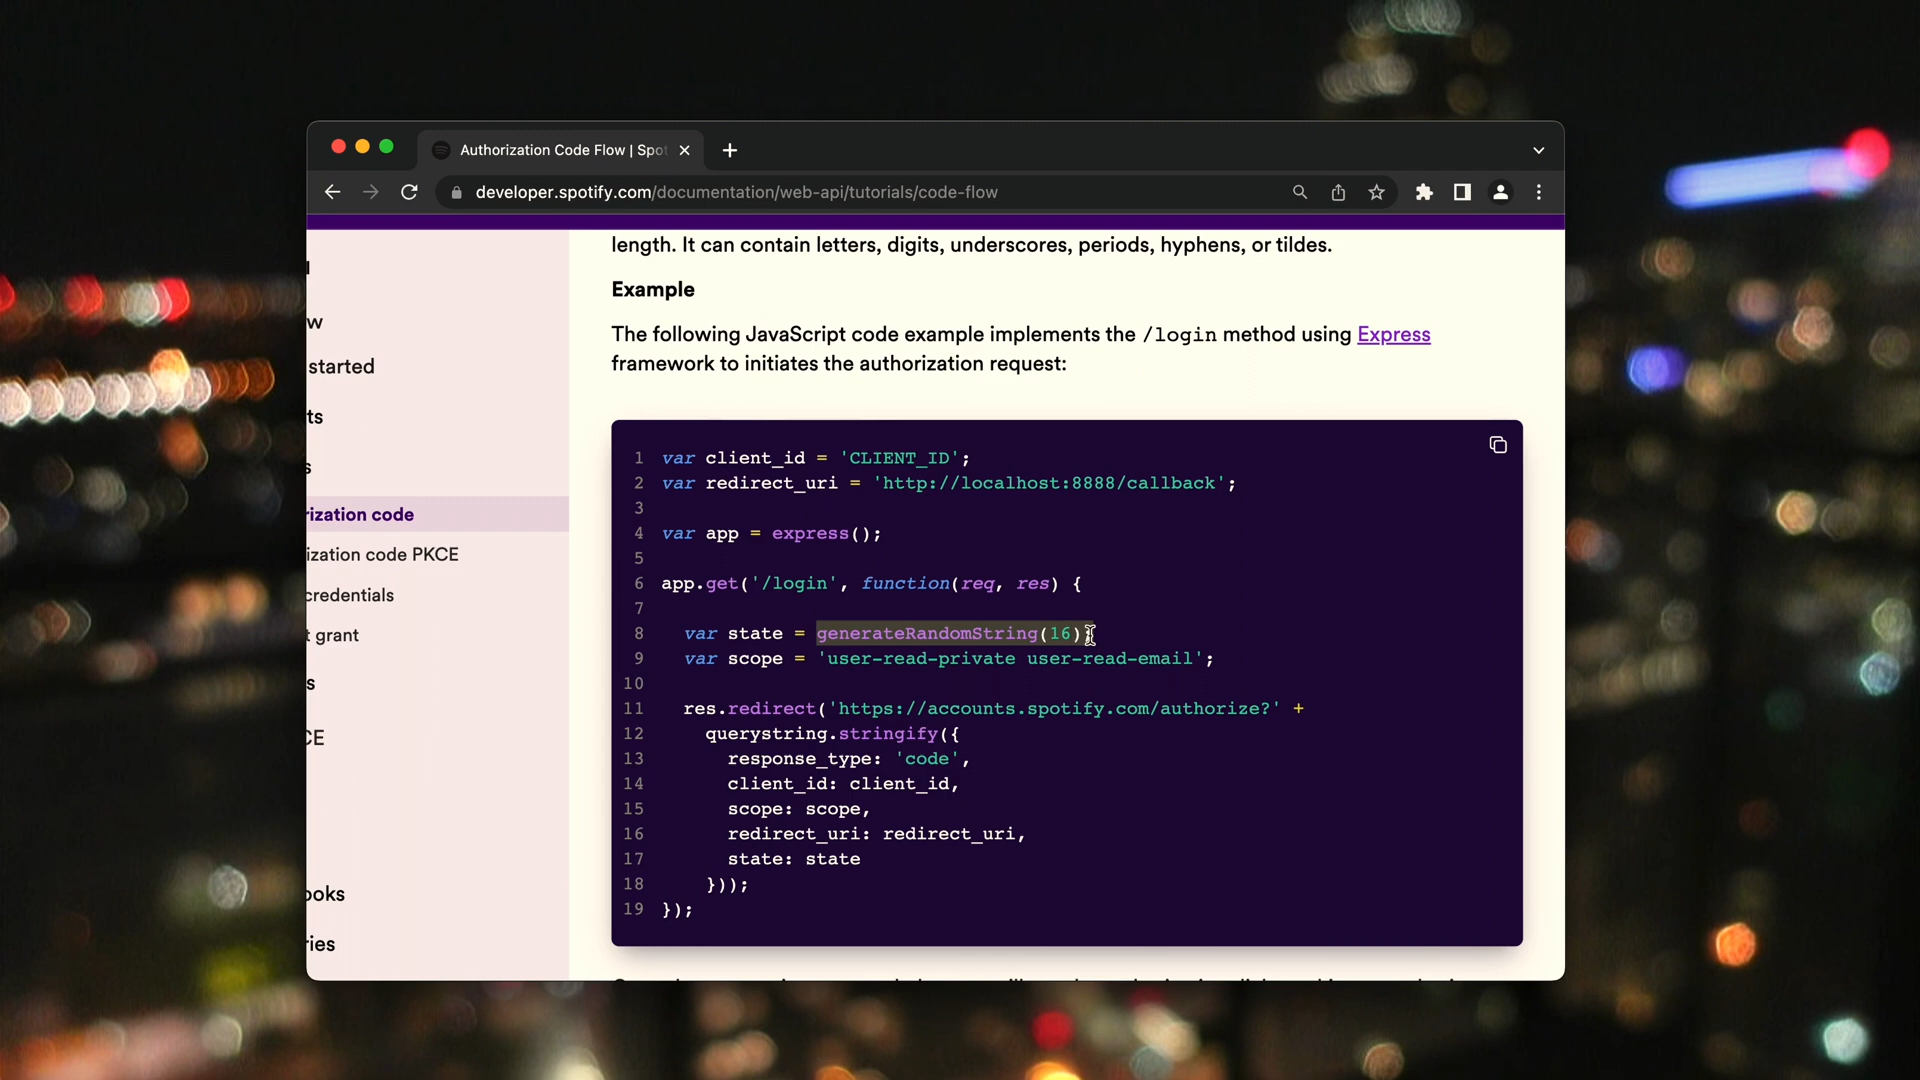 Authorization Code Flow | Spot
developer.spotify.com/documentation/web-api/tutorials/code-flow
w
started
ts
s
rization code
ization code PKCE
credentials
t grant
s
CE
ooks
ries
length. It can contain letters, digits, underscores, periods, hyphens, or tildes.
Example
The following JavaScript code example implements the /login method using Express
framework to initiates the authorization request:
1 var client_id = 'CLIENT_ID';
2 var redirect_uri = 'http://localhost:8888/callback';
3
4 var app = express();
5
6 app.get('/login', function(req, res) {
7
8 var state = generateRandomString(16);
9 var scope = 'user-read-private user-read-email';
10
11 res.redirect('https://accounts.spotify.com/authorize?' +
12 querystring.stringify({
13 response_type: 'code',
14 client_id: client_id,
15 scope: scope,
16 redirect_uri: redirect_uri,
17 state: state
18 }));
19 });